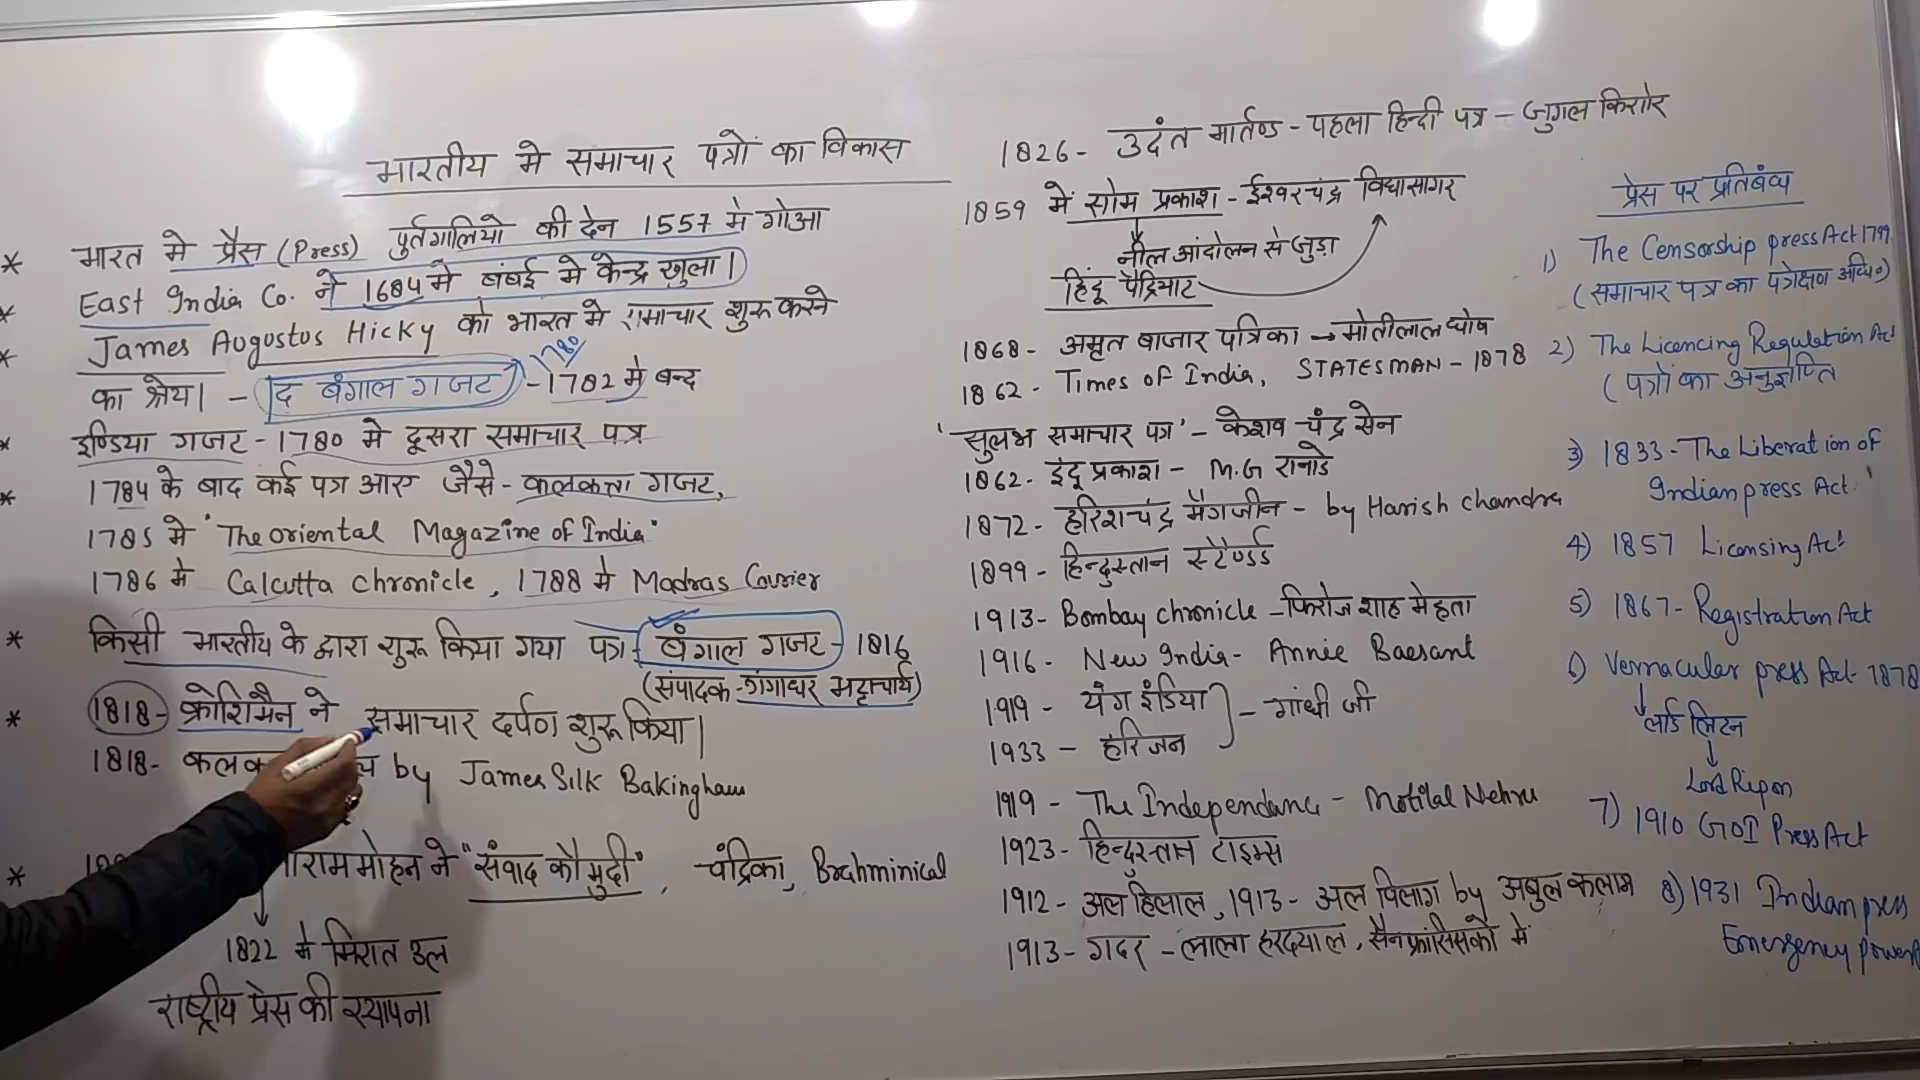 भारतीय मे समाचार पत्रों का विकास
* भारत मे प्रैस (Press) पुर्तगालियो की देन 1557 मे गोआ
* East India Co. ने 1684 मे बंबई मे केन्द्र खुला।
* James Augustus Hicky को भारत मे समाचार शुरू करने
का श्रेय। - द बंगाल गजट 1780 - 1782 मे बन्द
* इण्डिया गजट - 1780 मे दूसरा समाचार पत्र
* 1784 के बाद कई पत्र आए जैसे - कलकत्ता गजट,
1785 मे 'The oriental Magazine of India'
1786 मे Calcutta Chronicle, 1788 मे Madras Courier
* किसी भारतीय के द्वारा शुरू किया गया पत्र - बंगाल गजट - 1816
(संपादक - गंगाधर भट्टाचार्य)
* 1818 - क्रोशिमैन ने समाचार दर्पण शुरू किया।
1818 - by James Silk Bakingham
* राममोहन ने "संवाद कौमुदी", चंद्रिका, Brahminical
1822 मे मिरात उल
राष्ट्रीय प्रेस की स्थापना
1826 - उदंत मार्तण्ड - पहला हिन्दी पत्र - जुगल किशोर
1859 में सोम प्रकाश - ईश्वरचंद्र विद्यासागर
नील आंदोलन से जुड़ा
हिंदू पैट्रियाट
1868 - अमृत बाजार पत्रिका → मोतीलाल घोष
1862 - Times of India, STATESMAN - 1878
'सुलभ समाचार पत्र' - केशव चंद्र सेन
1862 - इंदू प्रकाश - M.G रानाडे
1872 - हरिशचंद्र मैगजीन - by Harish chandra
1899 - हिन्दुस्तान स्टैण्डर्ड
1913 - Bombay chronicle - फिरोज शाह मेहता
1916 - New India - Annie Baesant
1919 - यंग इंडिया
1933 - हरिजन - गांधी जी
1919 - The Independance - Motilal Nehru
1923 - हिन्दुस्तान टाइम्स
1912 - अल हिलाल, 1913 - अल विलाग by अबुल कलाम
1913 - गदर - लाला हरदयाल, सैनफ्रांसिसको मे
प्रेस पर प्रतिबंध
1) The Censorship press Act 1799
(समाचार पत्र का पत्रेक्षण अधि०)
2) The Licencing Regulation Act
(पत्रों का अनुज्ञप्ति
3) 1833 - The Liberation of
Indian press Act.
4) 1857 Licensing Act
5) 1867 - Registration Act
6) Vernacular press Act - 1878
लार्ड लिटन
Lord Ripon
7) 1910 GOI Press Act
8) 1931 Indian press
Emergency power